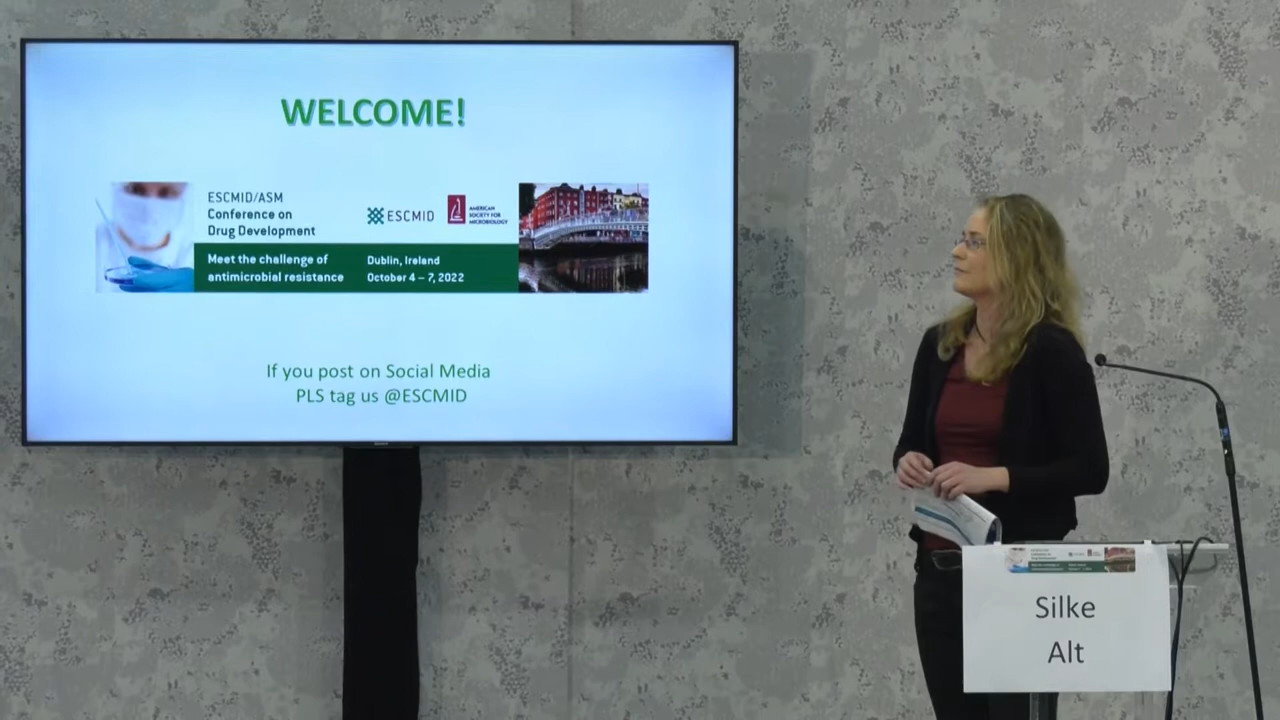 WELCOME!
ESCMID/ASM
Conference on
Drug Development
ESCMID
AMERICAN
SOCIETY FOR
MICROBIOLOGY
Meet the challenge of
antimicrobial resistance
Dublin, Ireland
October 4 – 7, 2022
If you post on Social Media
PLS tag us @ESCMID
Silke
Alt